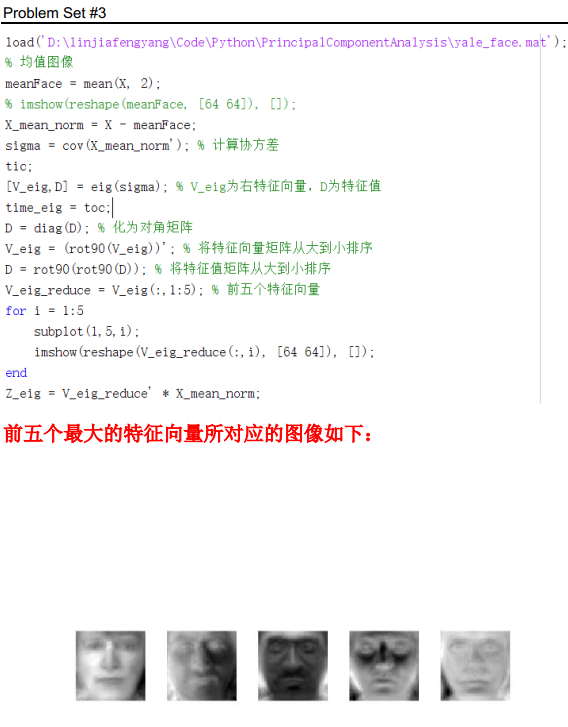 Problem Set #3
load('D:\linjiafengyang\Code\Python\PrincipalComponentAnalysis\yale_face.mat');
% 均值图像
meanFace = mean(X, 2);
% imshow(reshape(meanFace, [64 64]), []);
X_mean_norm = X - meanFace;
sigma = cov(X_mean_norm'); % 计算协方差
tic;
[V_eig,D] = eig(sigma); % V_eig为右特征向量，D为特征值
time_eig = toc;
D = diag(D); % 化为对角矩阵
V_eig = (rot90(V_eig))'; % 将特征向量矩阵从大到小排序
D = rot90(rot90(D)); % 将特征值矩阵从大到小排序
V_eig_reduce = V_eig(:,1:5); % 前五个特征向量
for i = 1:5
    subplot(1,5,i);
    imshow(reshape(V_eig_reduce(:,i), [64 64]), []);
end
Z_eig = V_eig_reduce' * X_mean_norm;
前五个最大的特征向量所对应的图像如下：